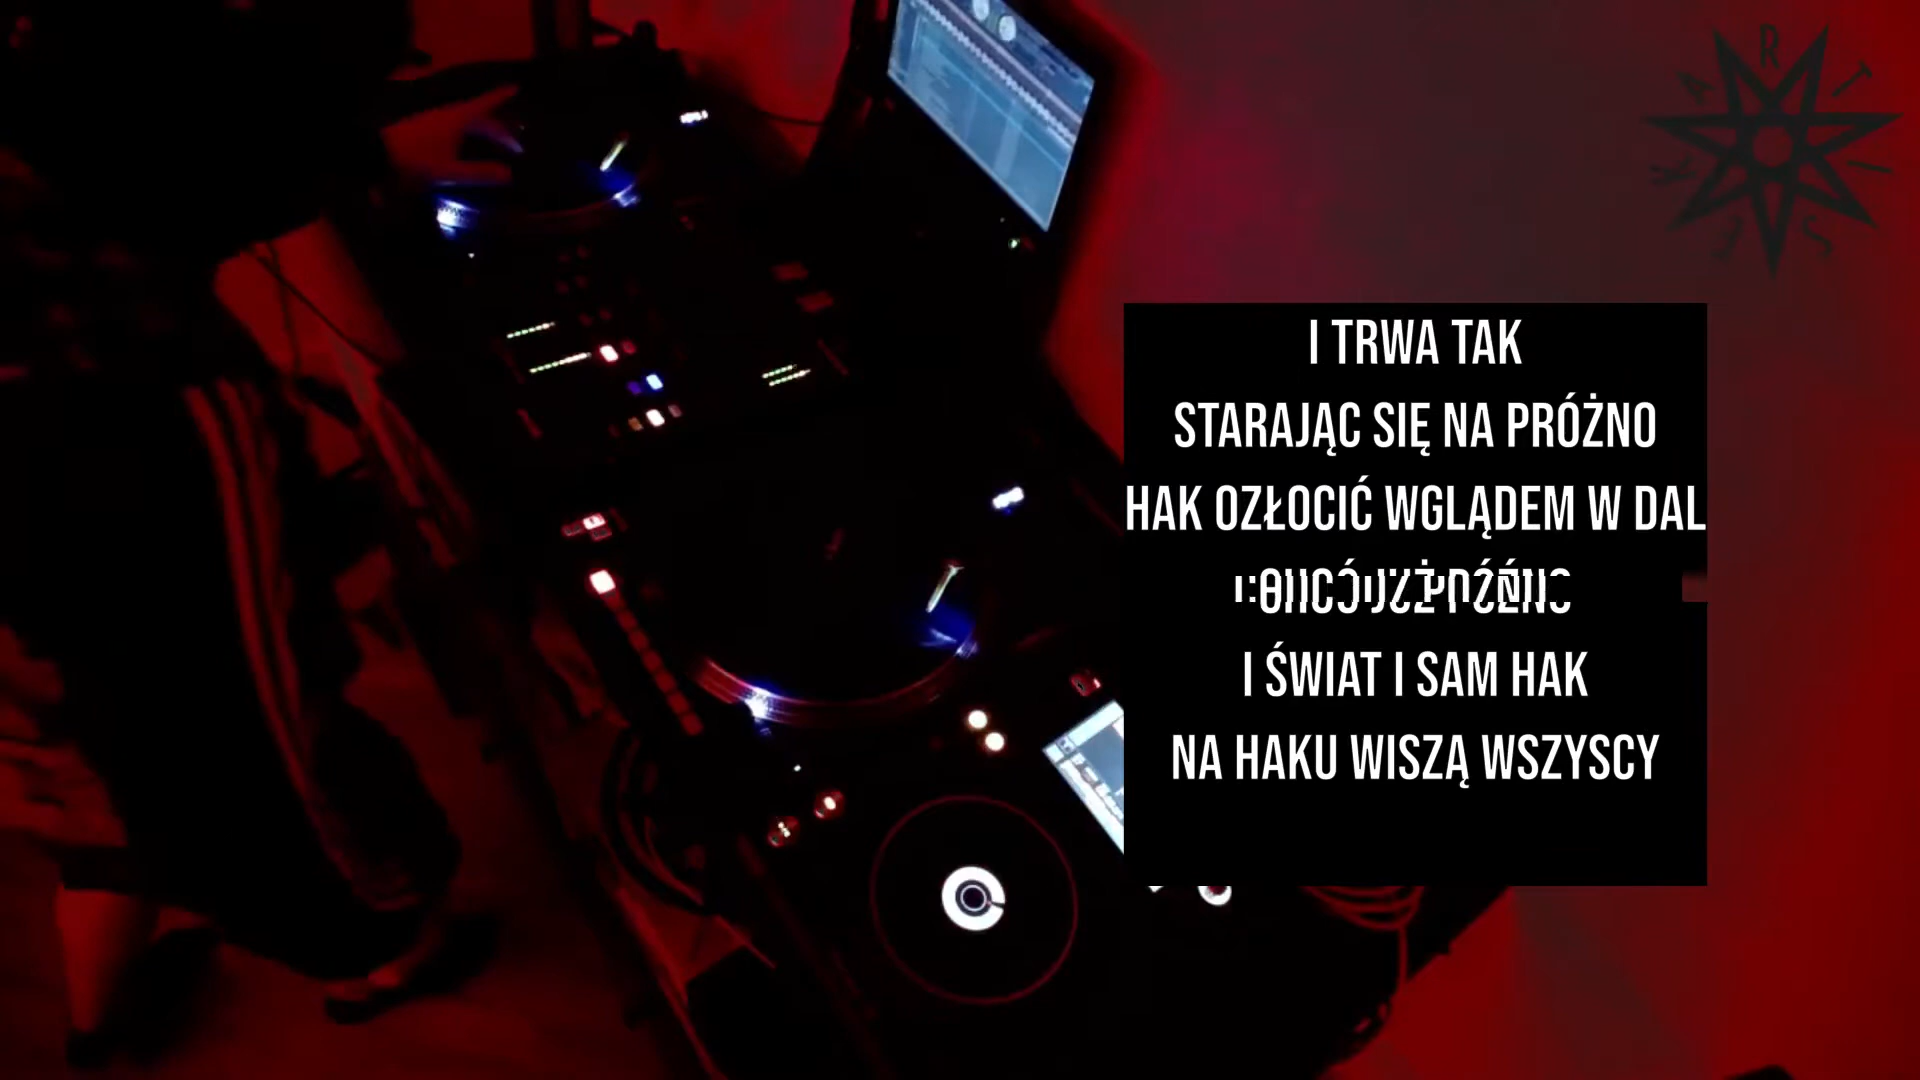 I TRWA TAK
STARAJĄC SIĘ NA PRÓŻNO
HAK OZŁOCIĆ WGLĄDEM W DAL
I ŚWIAT I SAM HAK
NA HAKU WISZĄ WSZYSCY